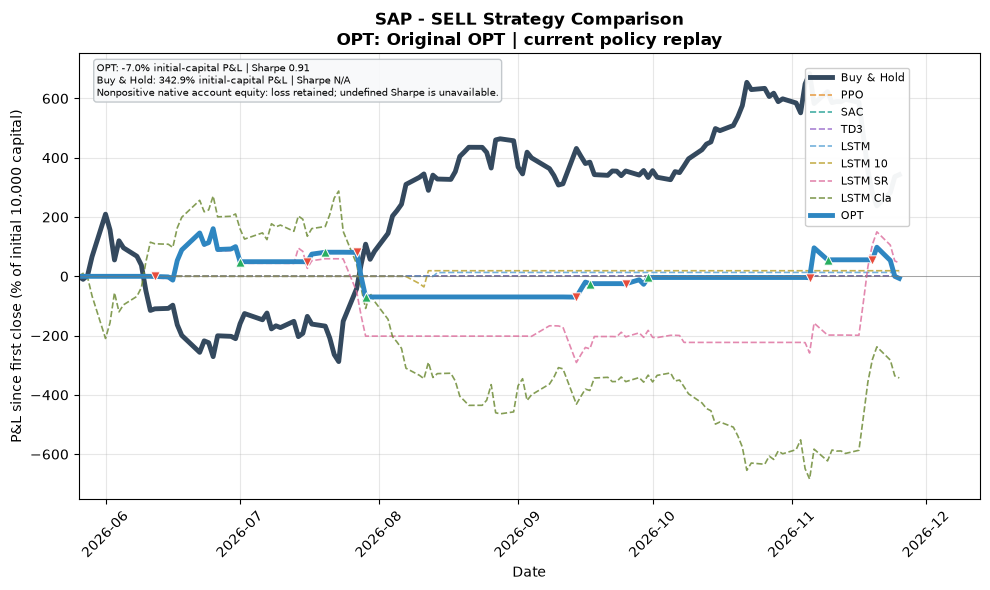 SAP - SELL Strategy Comparison
OPT: Original OPT | current policy replay
OPT: -7.0% initial-capital P&L | Sharpe 0.91
Buy & Hold: 342.9% initial-capital P&L | Sharpe N/A
Nonpositive native account equity: loss retained; undefined Sharpe is unavailable.
Buy & Hold
PPO
SAC
TD3
LSTM
LSTM 10
LSTM SR
LSTM Cla
OPT
P&L since first close (% of initial 10,000 capital)
600
400
200
0
−200
−400
−600
2026-06
2026-07
2026-08
2026-09
2026-10
2026-11
2026-12
Date